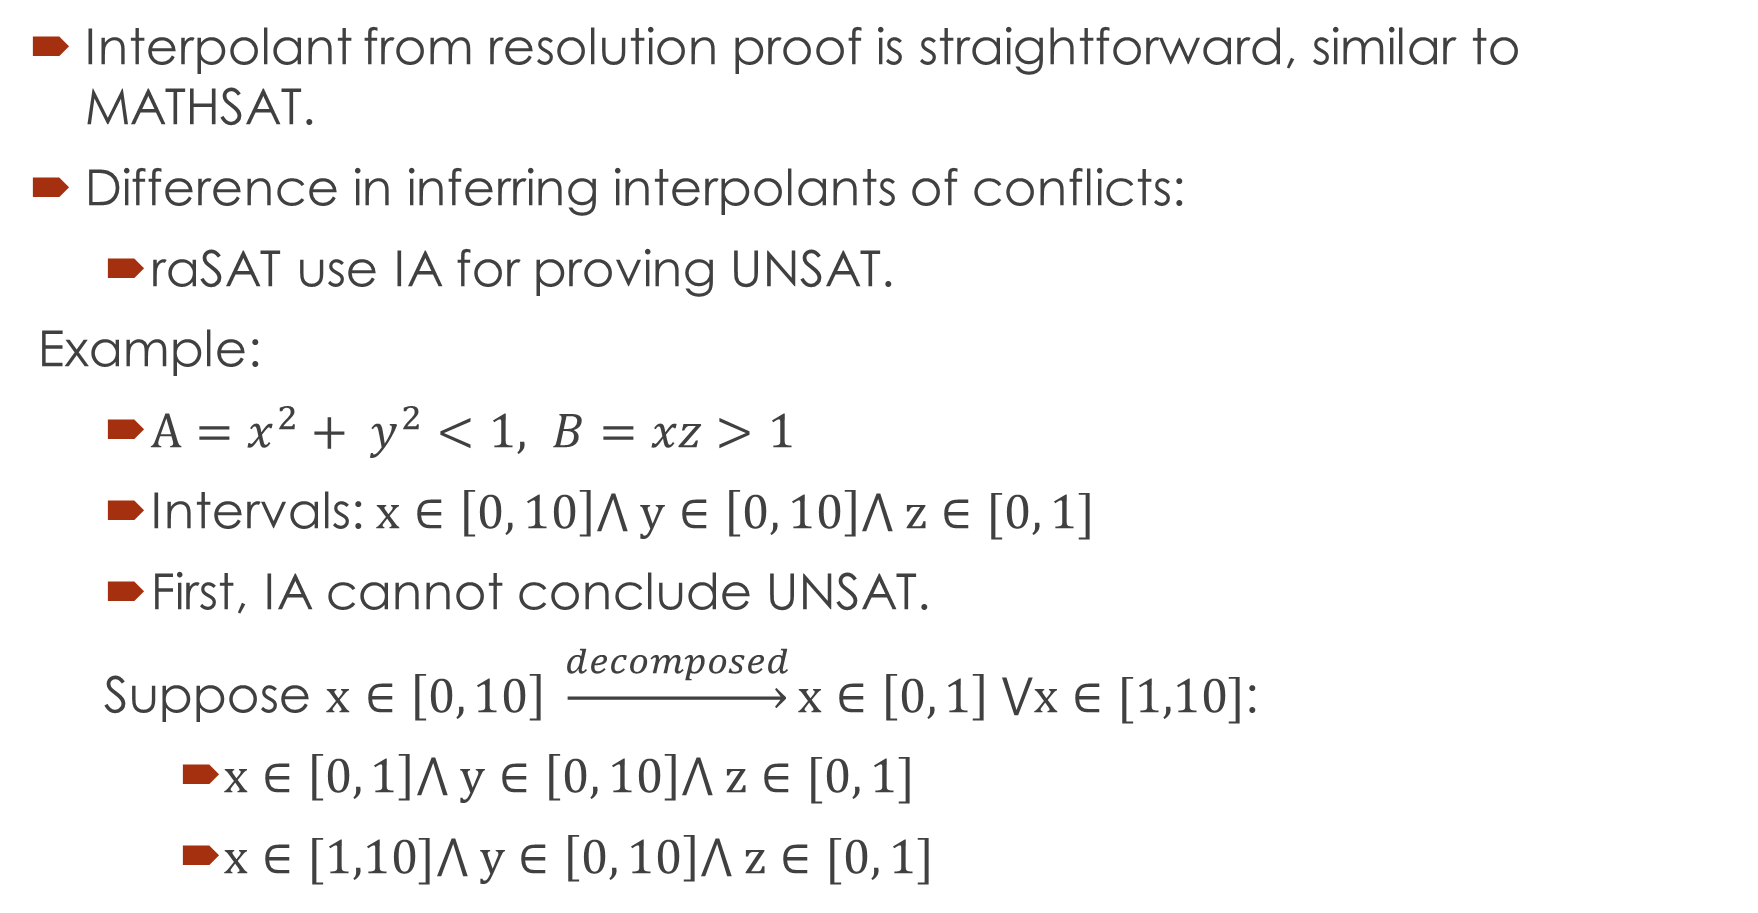 Interpolant from resolution proof is straightforward, similar to
MATHSAT.
Difference in inferring interpolants of conflicts:
raSAT use IA for proving UNSAT.
Example:
A = x² + y² < 1, B = xz > 1
Intervals: x ∈ [0, 10]∧ y ∈ [0, 10]∧ z ∈ [0, 1]
First, IA cannot conclude UNSAT.
decomposed
Suppose x ∈ [0, 10] ⟶ x ∈ [0, 1] ∨x ∈ [1,10]:
x ∈ [0, 1]∧ y ∈ [0, 10]∧ z ∈ [0, 1]
x ∈ [1,10]∧ y ∈ [0, 10]∧ z ∈ [0, 1]